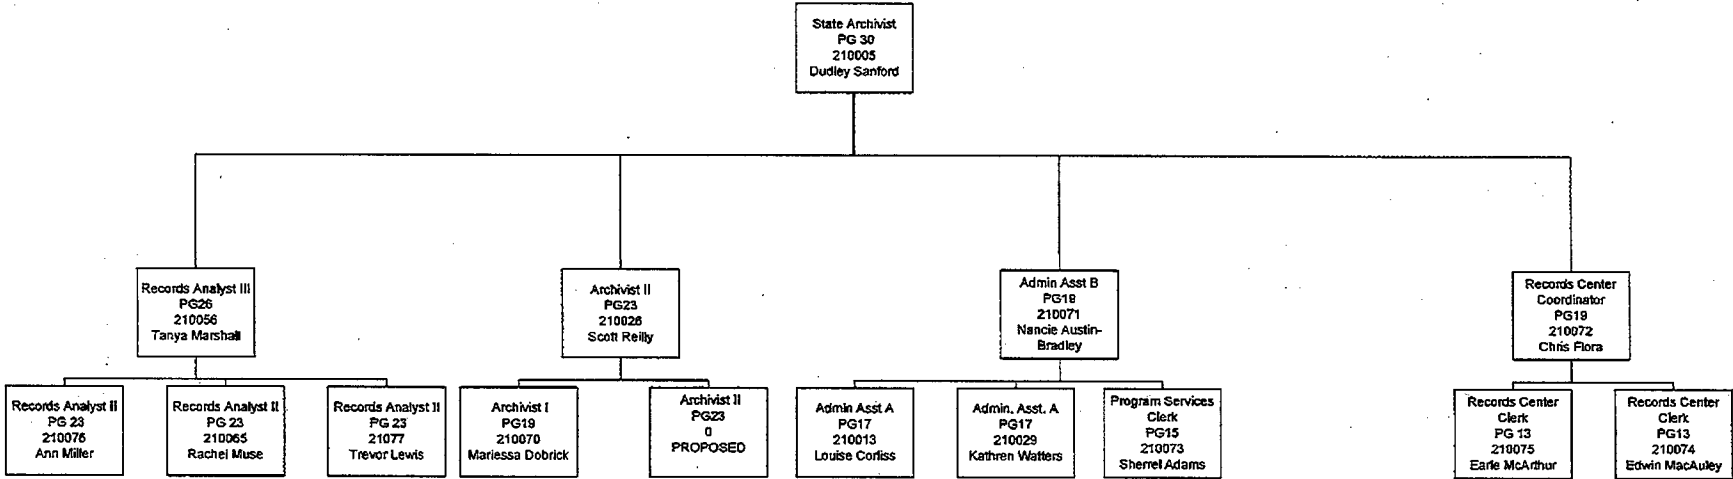 State Archivist
PG 30
210005
Dudley Sanford
Records Analyst III
PG26
210056
Tanya Marshall
Archivist II
PG23
210026
Scott Reilly
Admin Asst B
PG19
210071
Nancie Austin-
Bradley
Records Center
Coordinator
PG19
210072
Chris Flora
Records Analyst II
PG 23
210076
Ann Miller
Records Analyst II
PG 23
210065
Rachel Muse
Records Analyst II
PG 23
21077
Trevor Lewis
Archivist I
PG19
210070
Mariessa Dobrick
Archivist II
PG23
0
PROPOSED
Admin Asst A
PG17
210013
Louise Corliss
Admin. Asst. A
PG17
210029
Kathren Watters
Program Services
Clerk
PG15
210073
Sherrel Adams
Records Center
Clerk
PG 13
210075
Earle McArthur
Records Center
Clerk
PG13
210074
Edwin MacAuley